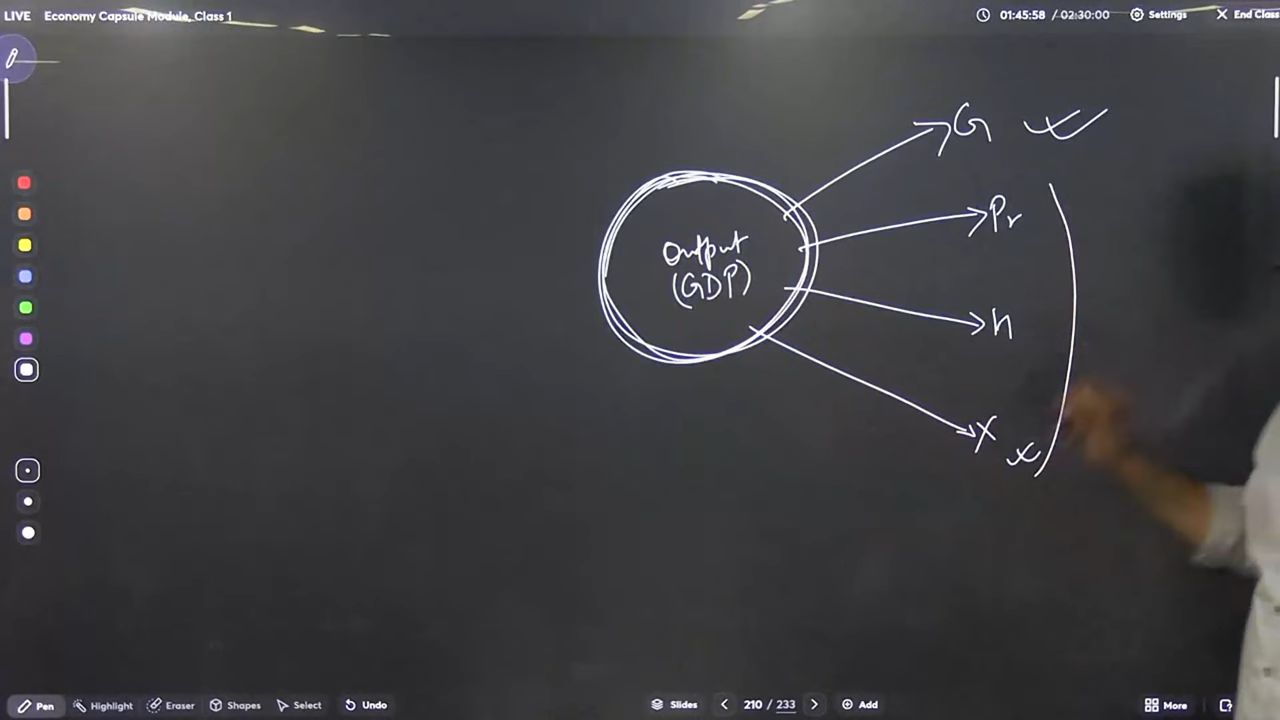 LIVE Economy Capsule Module, Class 1
01:45:58 / 02:30:00 Settings End Class
G
Output
(GDP)
Pr
h
X
Pen Highlight Eraser Shapes Select Undo Slides 210 / 233 Add More